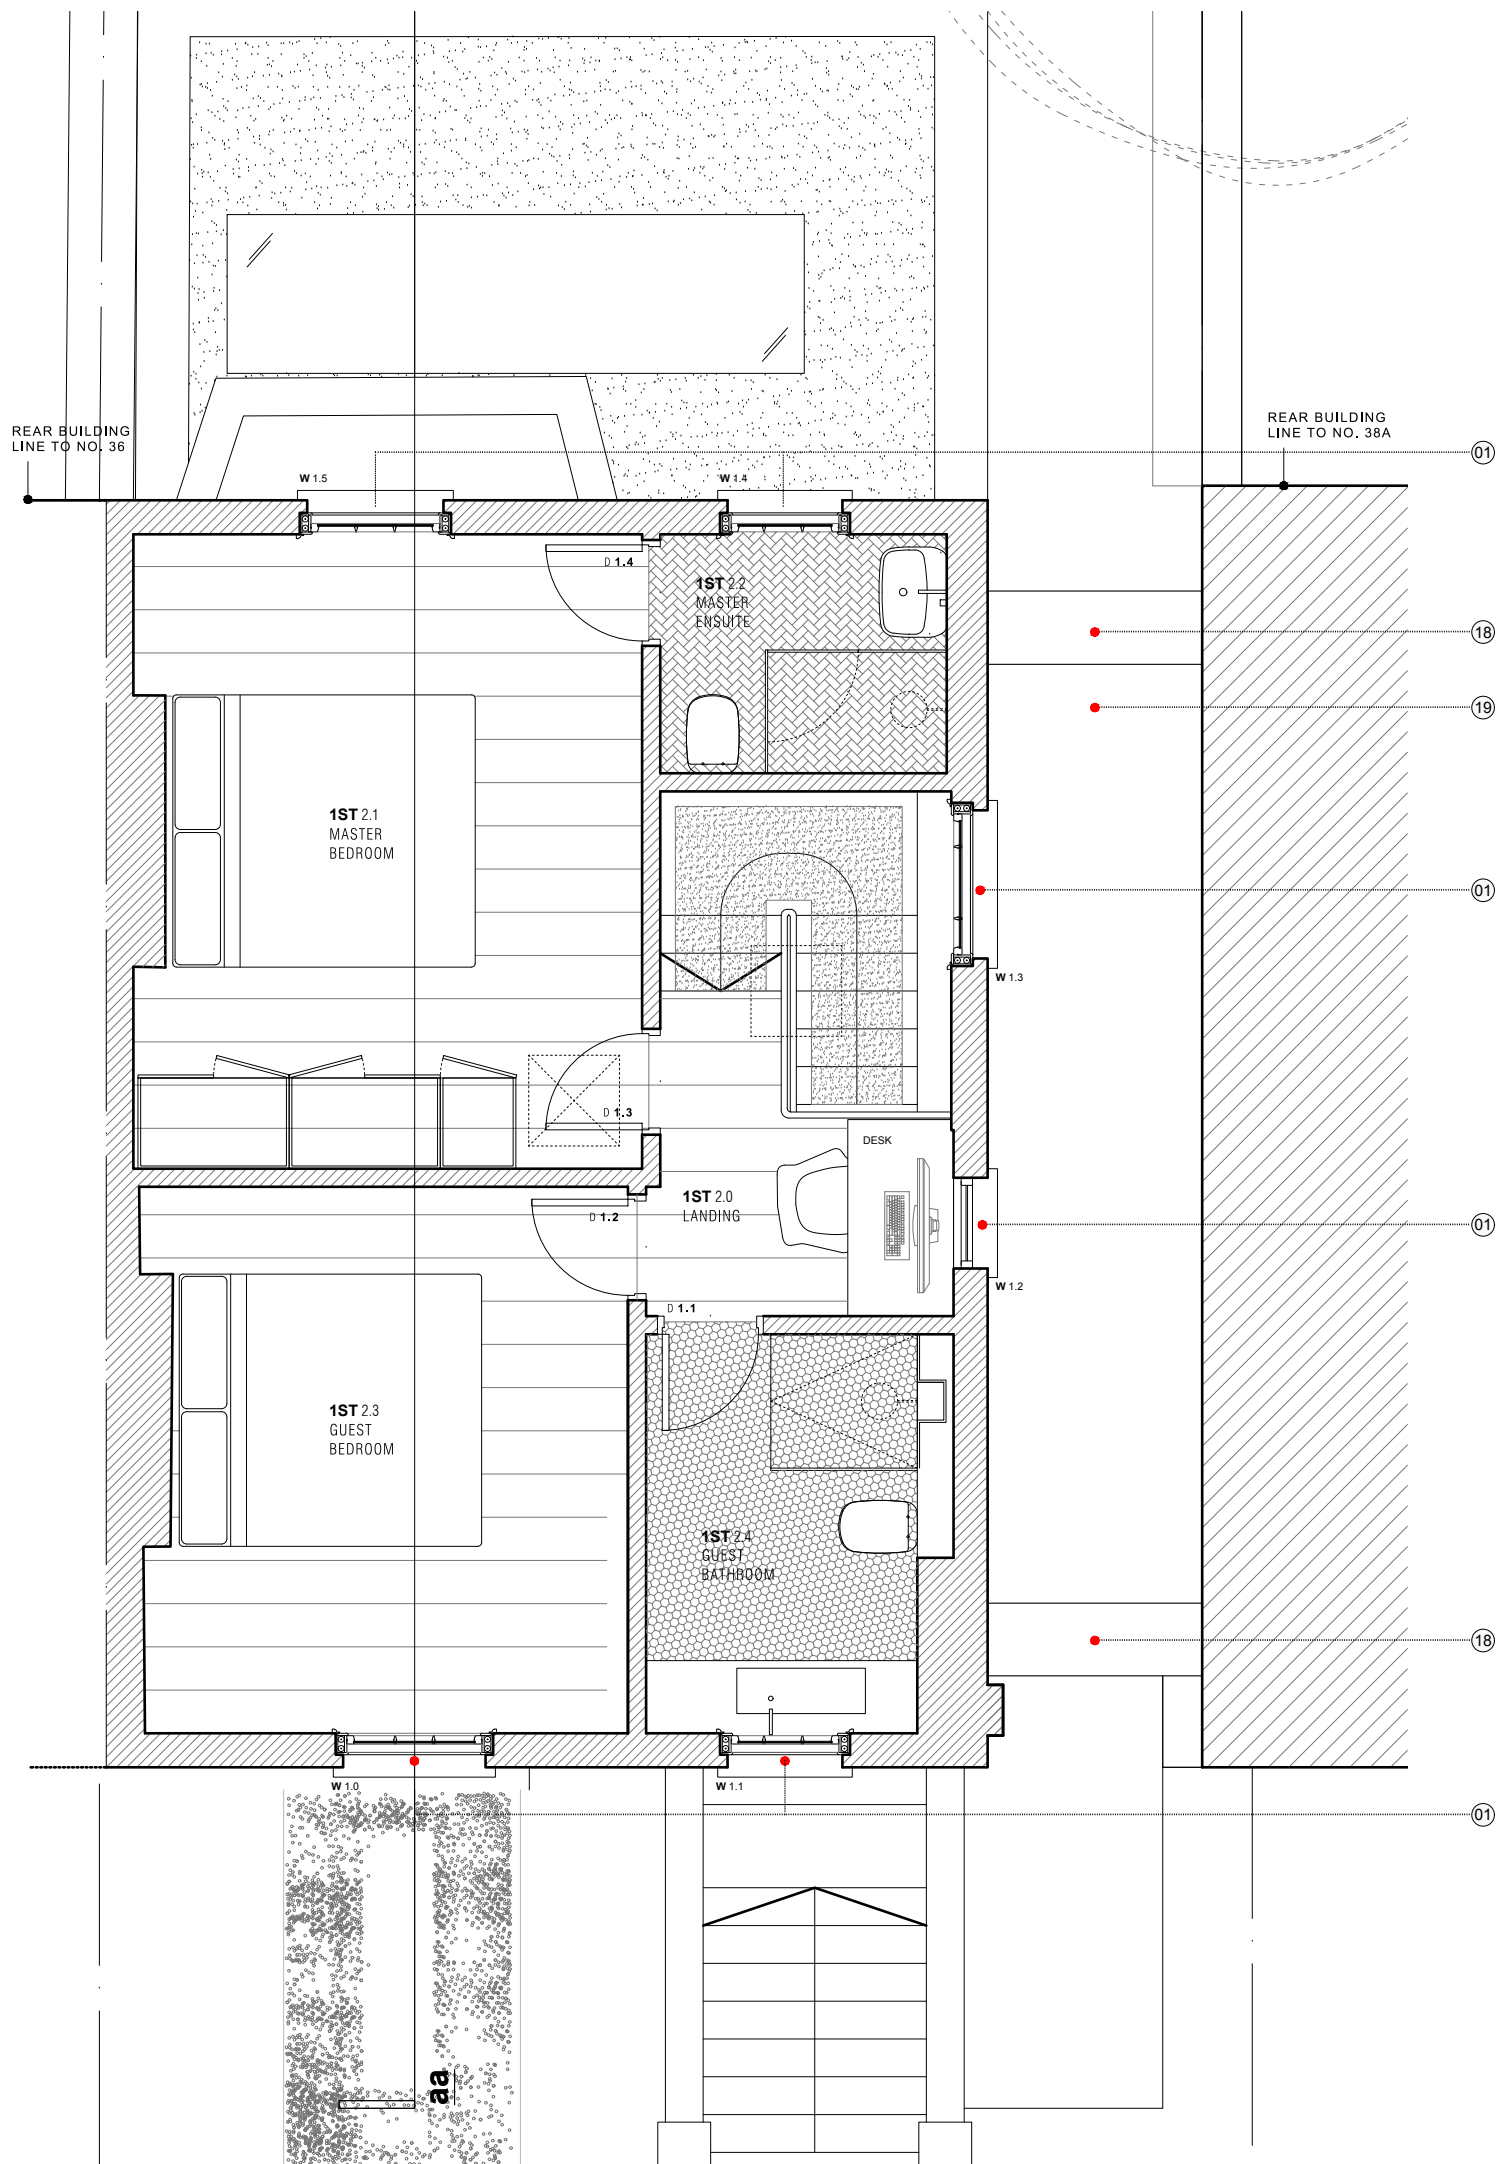 REAR BUILDING
LINE TO NO. 36
REAR BUILDING
LINE TO NO. 38A
01
W 1.5
W 1.4
D 1.4
1ST 2.2
MASTER
ENSUITE
18
19
1ST 2.1
MASTER
BEDROOM
01
W 1.3
D 1.3
DESK
1ST 2.0
LANDING
D 1.2
01
W 1.2
D 1.1
1ST 2.3
GUEST
BEDROOM
1ST 2.4
GUEST
BATHROOM
18
W 1.0
W 1.1
01
aa